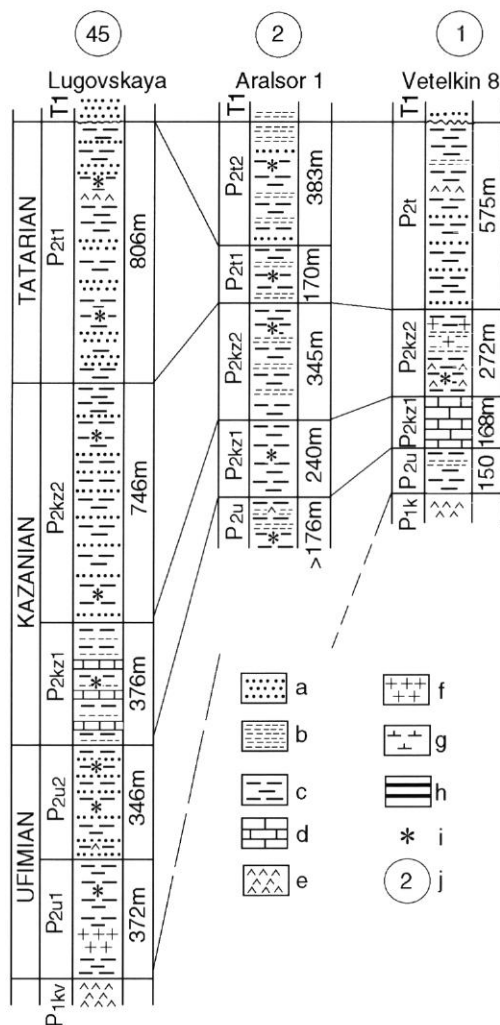 45
2
1
Lugovskaya
Aralsor 1
Vetelkin 8
T1
T1
T1
TATARIAN
P2t1
806m
P2t2
383m
P2t
575m
P2t1
170m
KAZANIAN
P2kz2
746m
P2kz2
345m
P2kz2
272m
P2kz1
240m
P2kz1
168m
P2u
>176m
P2u
150
P1k
P2kz1
376m
UFIMIAN
P2u2
346m
P2u1
372m
P1kv
a
b
c
d
e
f
g
h
i
2 j